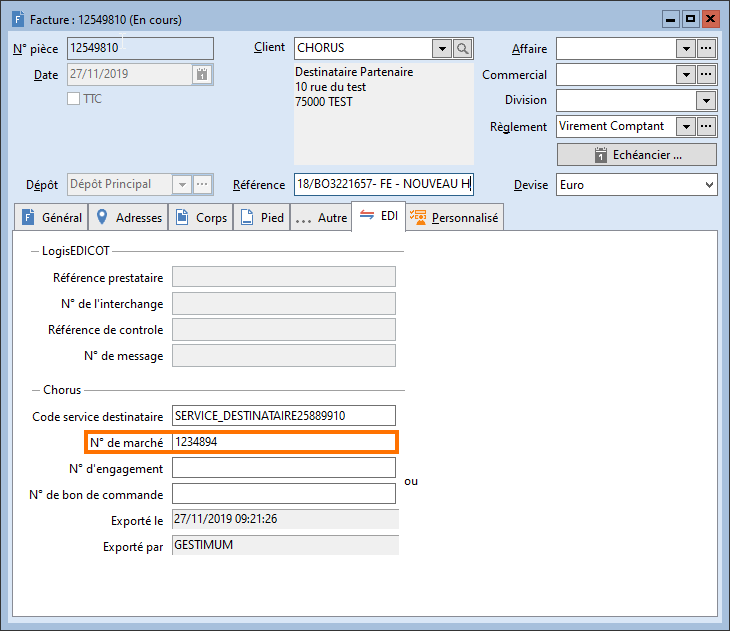 Facture : 12549810 (En cours)
N° pièce 12549810
Date 27/11/2019
TTC
Client CHORUS
Destinataire Partenaire
10 rue du test
75000 TEST
Affaire
Commercial
Division
Règlement Virement Comptant
Echéancier ...
Dépôt Dépôt Principal
Référence 18/BO3221657- FE - NOUVEAU H
Devise Euro
Général Adresses Corps Pied Autre EDI Personnalisé
LogisEDICOT
Référence prestataire
N° de l'interchange
Référence de controle
N° de message
Chorus
Code service destinataire SERVICE_DESTINATAIRE25889910
N° de marché 1234894
N° d'engagement
ou
N° de bon de commande
Exporté le 27/11/2019 09:21:26
Exporté par GESTIMUM